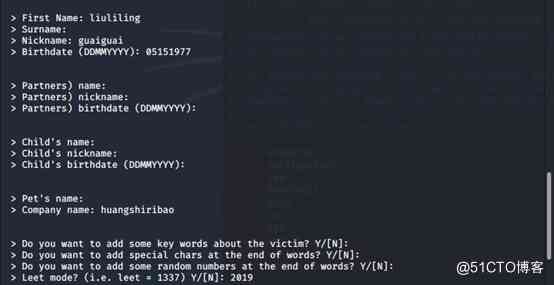 > First Name: liuliling
> Surname:
> Nickname: guaiguai
> Birthdate (DDMMYYYY): 05151977
> Partners) name:
> Partners) nickname:
> Partners) birthdate (DDMMYYYY):
> Child's name:
> Child's nickname:
> Child's birthdate (DDMMYYYY):
> Pet's name:
> Company name: huangshiribao
> Do you want to add some key words about the victim? Y/[N]:
> Do you want to add special chars at the end of words? Y/[N]:
> Do you want to add some random numbers at the end of words? Y/[N]:
> Leet mode? (i.e. leet = 1337) Y/[N]: 2019
@51CTO博客